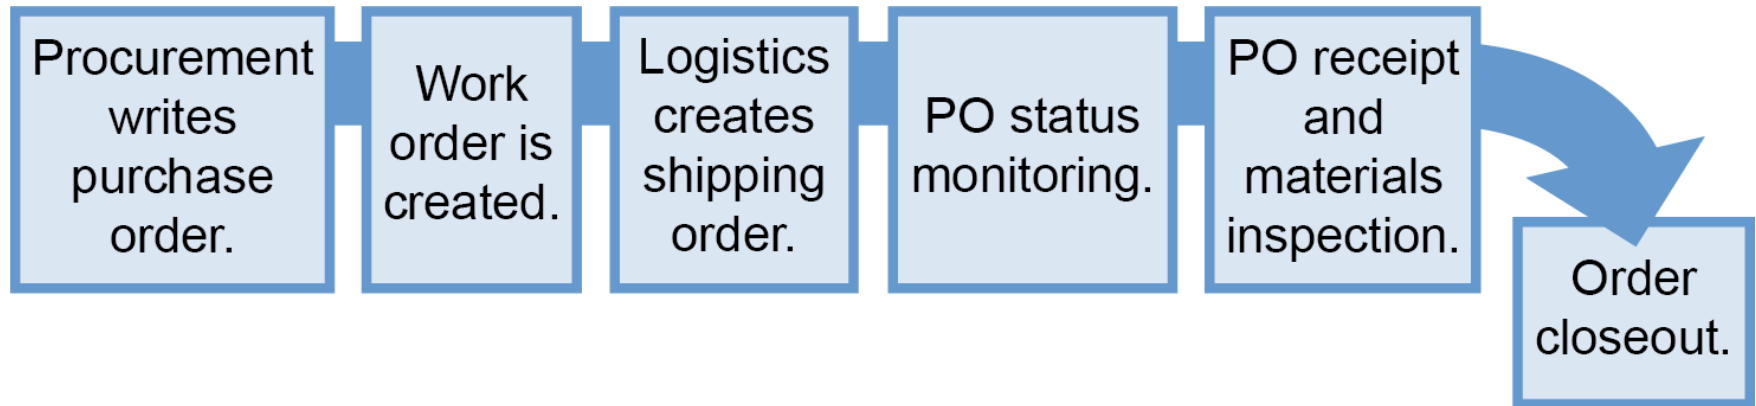 Procurement
writes
purchase
order.
Work
order is
created.
Logistics
creates
shipping
order.
PO status
monitoring.
PO receipt
and
materials
inspection.
Order
closeout.